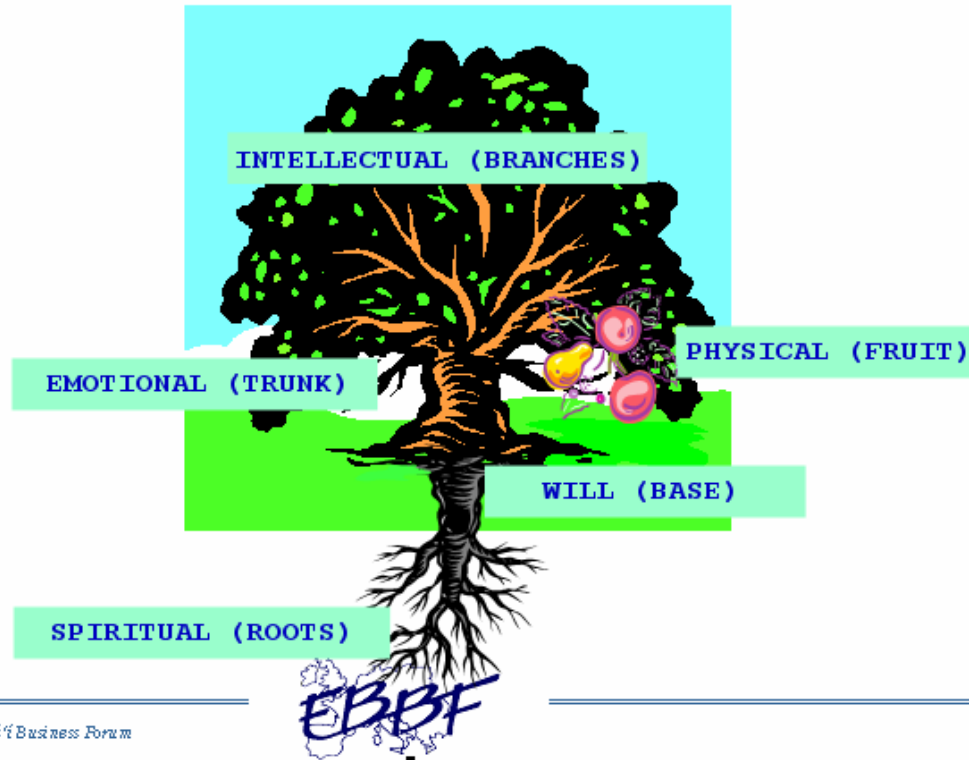 INTELLECTUAL (BRANCHES)
PHYSICAL (FRUIT)
EMOTIONAL (TRUNK)
WILL (BASE)
SPIRITUAL (ROOTS)
EBBF
Business Forum